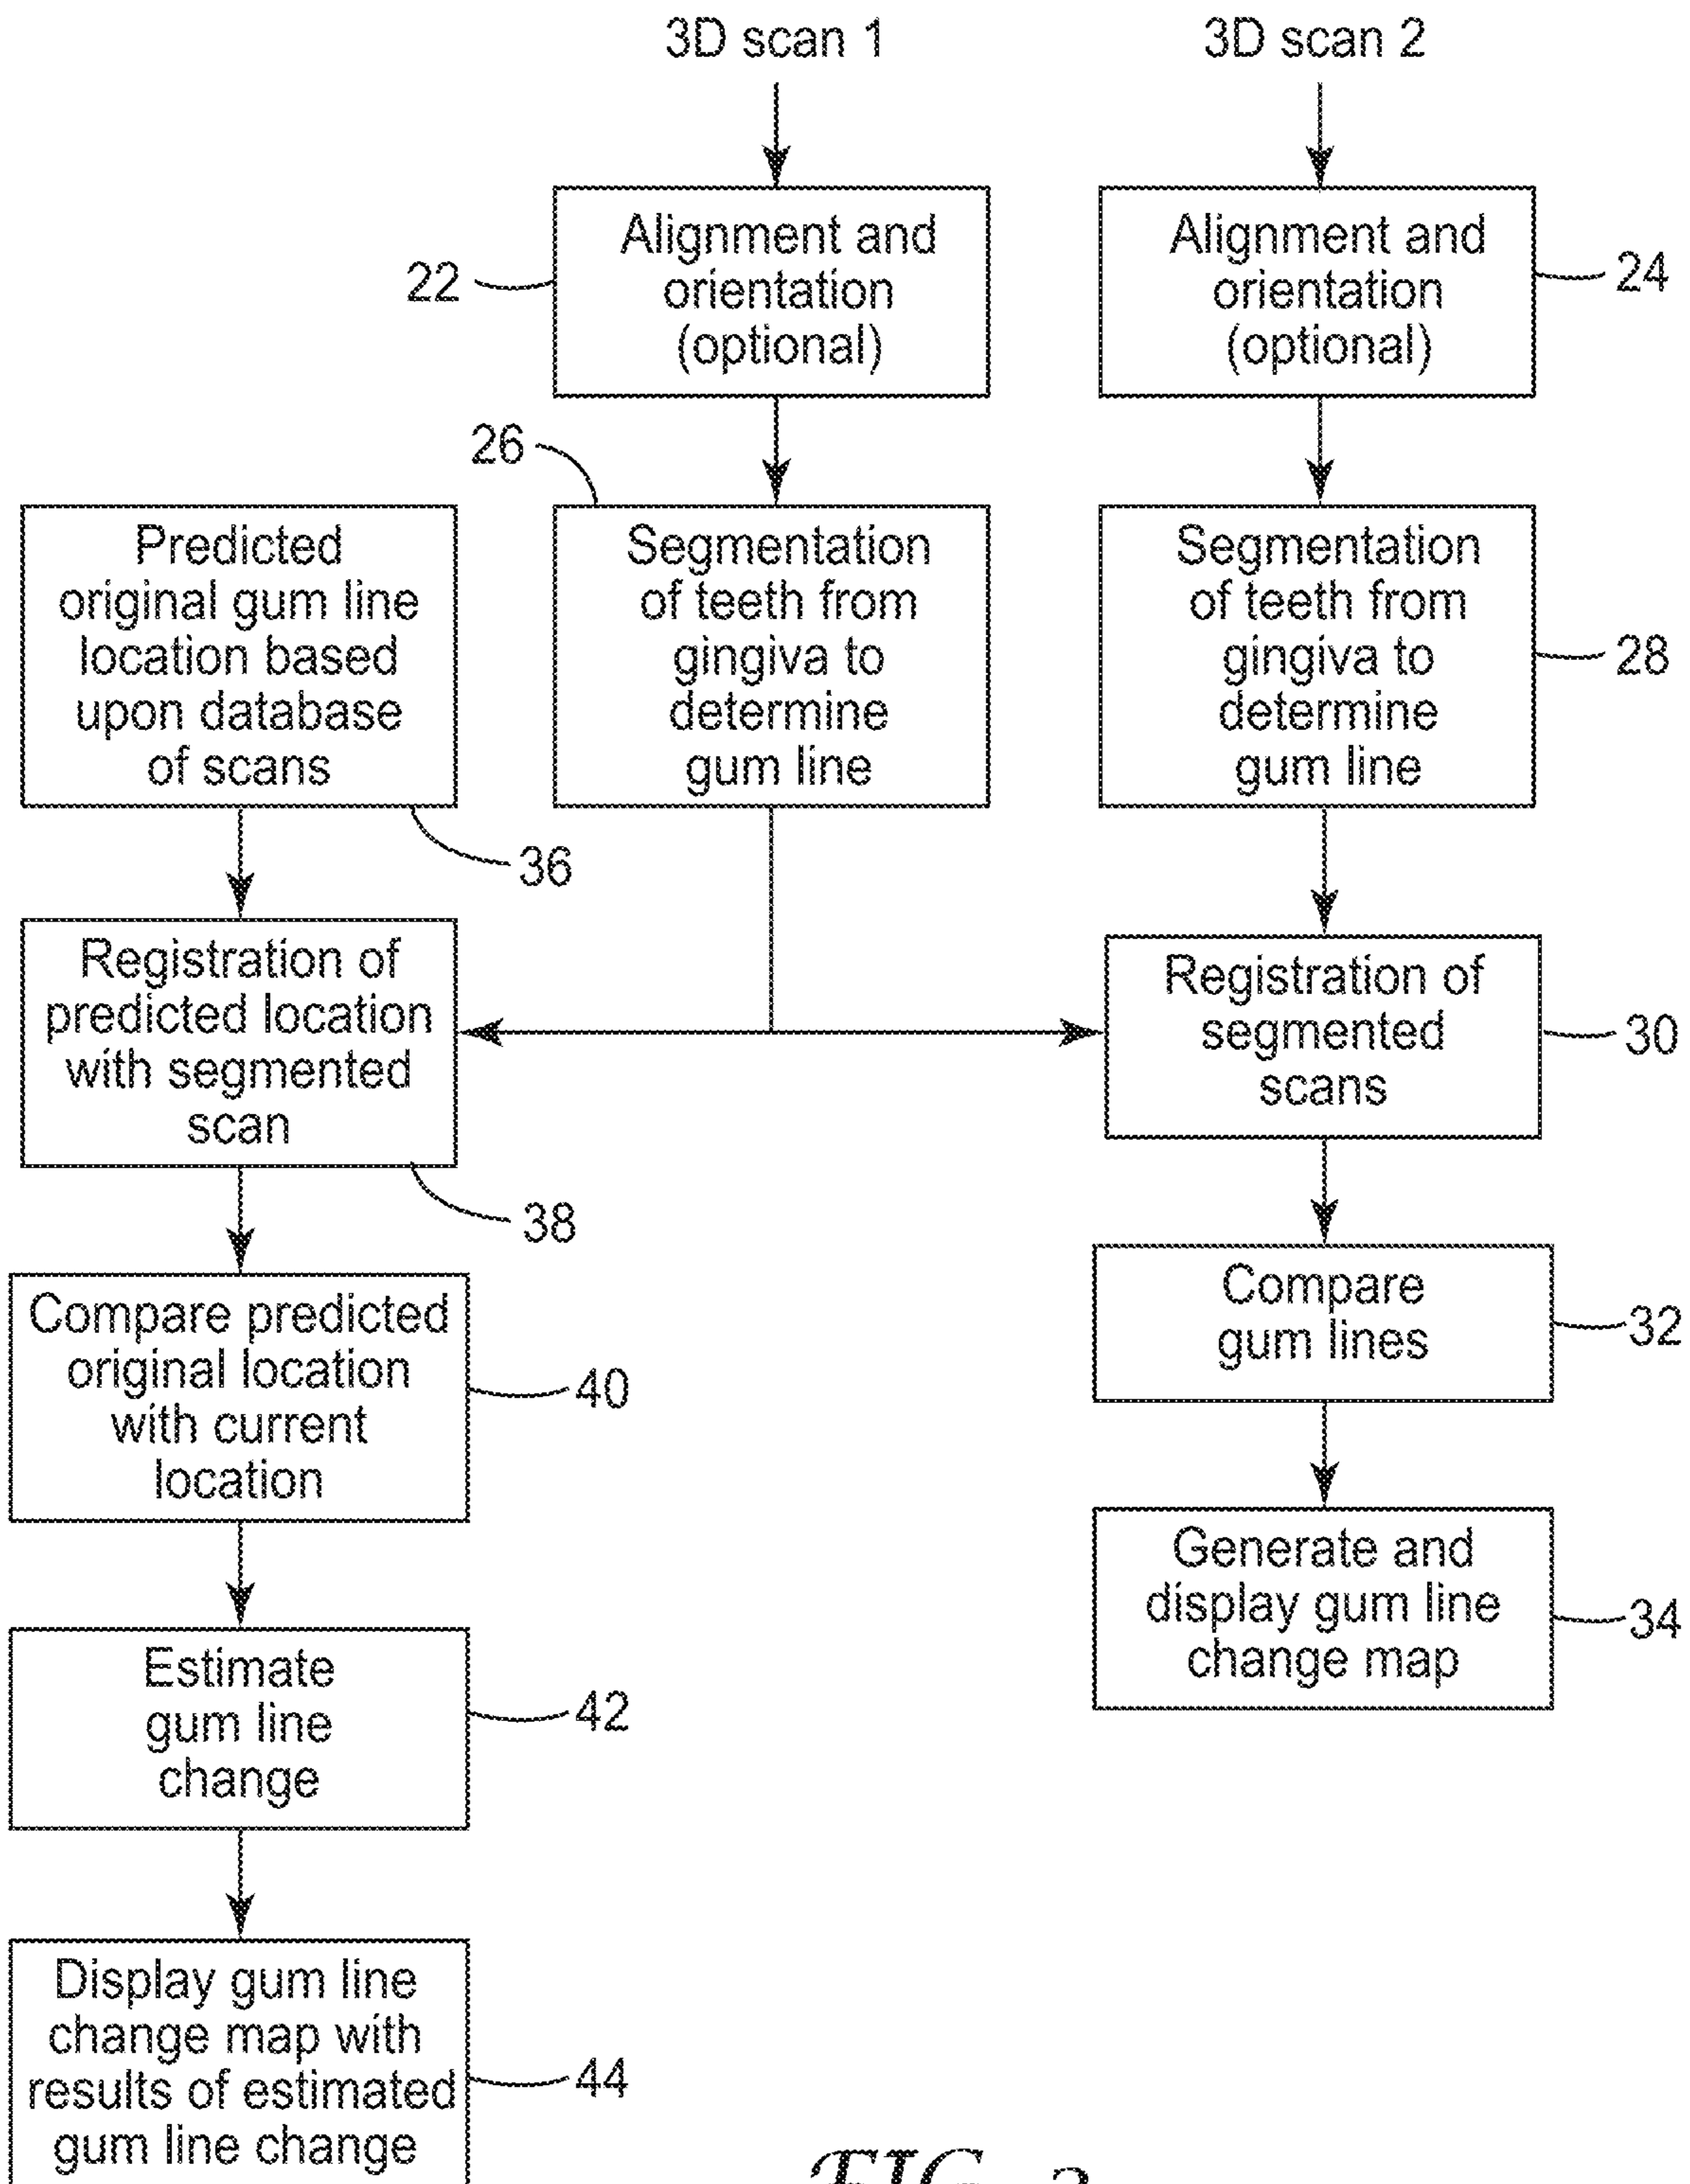 3D scan 1
3D scan 2
Alignment and
orientation
(optional)
22
Alignment and
orientation
(optional)
24
26
Predicted
original gum line
location based
upon database
of scans
36
Segmentation
of teeth from
gingiva to
determine
gum line
Segmentation
of teeth from
gingiva to
determine
gum line
28
Registration of
predicted location
with segmented
scan
38
Registration of
segmented
scans
30
Compare predicted
original location
with current
location
40
Compare
gum lines
32
Estimate
gum line
change
42
Generate and
display gum line
change map
34
Display gum line
change map with
results of estimated
gum line change
44
FIG.